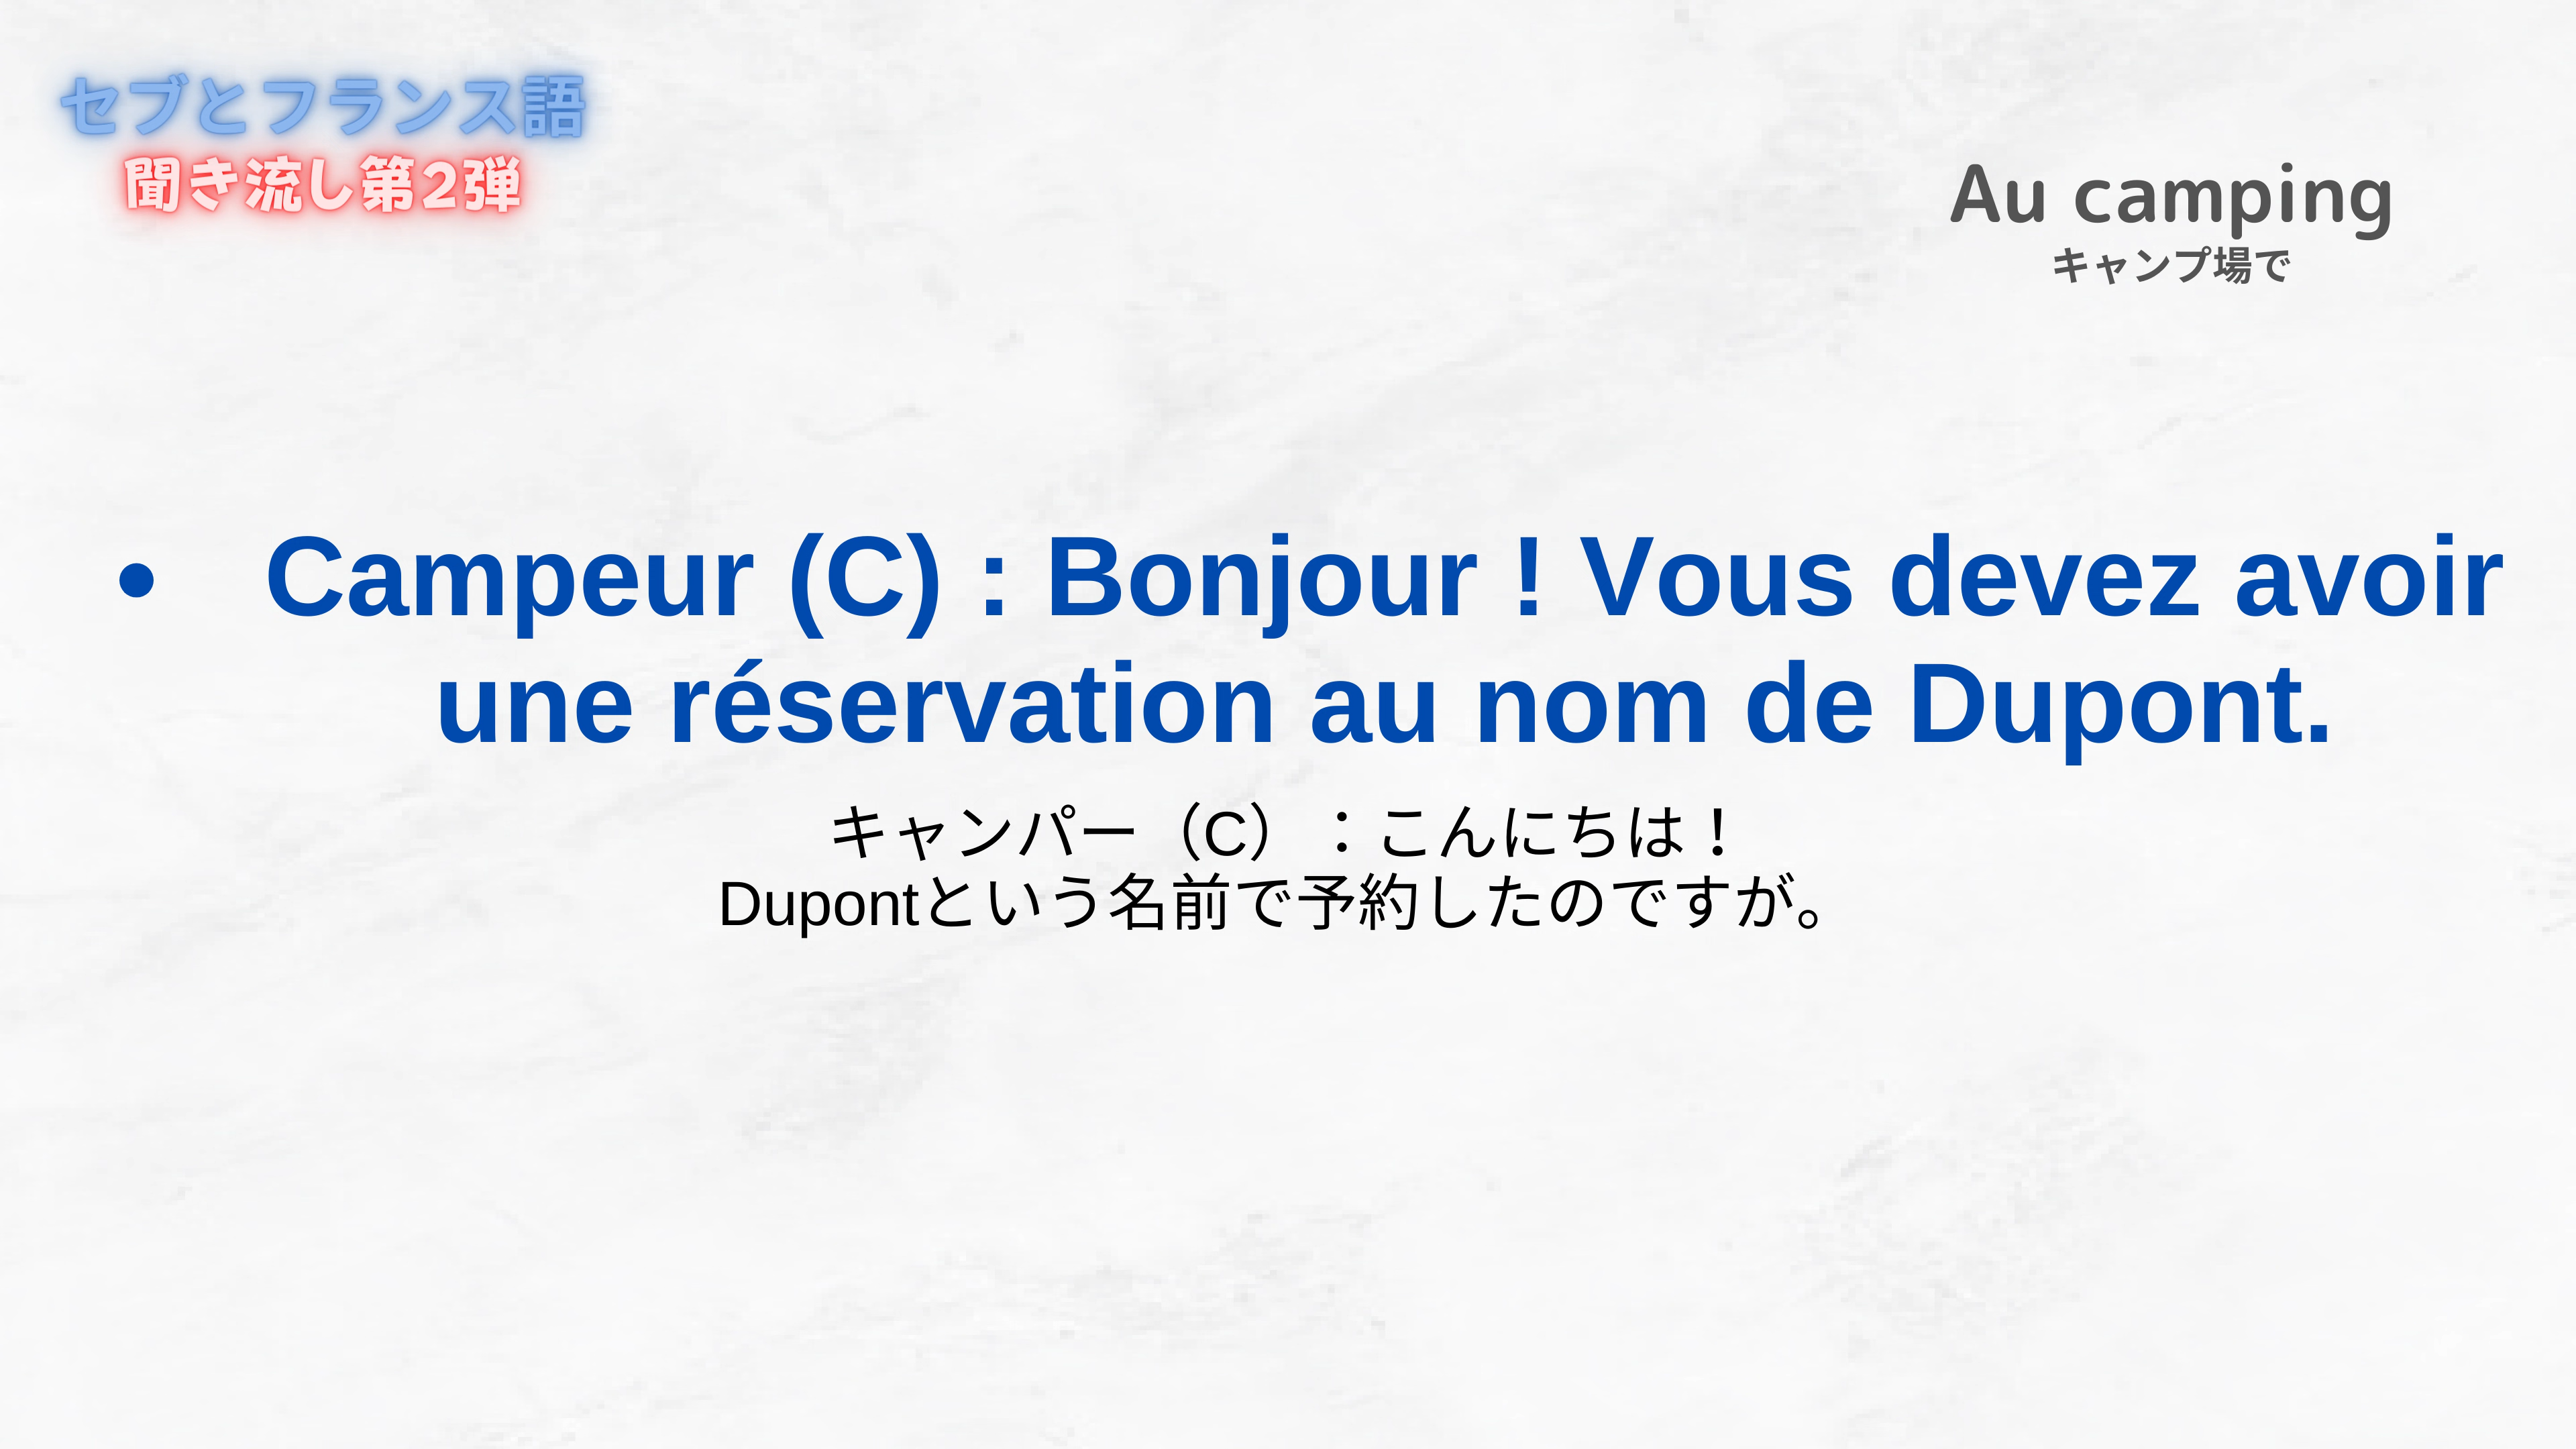 セブとフランス語
聞き流し第2弾
Au camping
キャンプ場で
• Campeur (C) : Bonjour ! Vous devez avoir
une réservation au nom de Dupont.
キャンパー（C）：こんにちは！
Dupontという名前で予約したのですが。